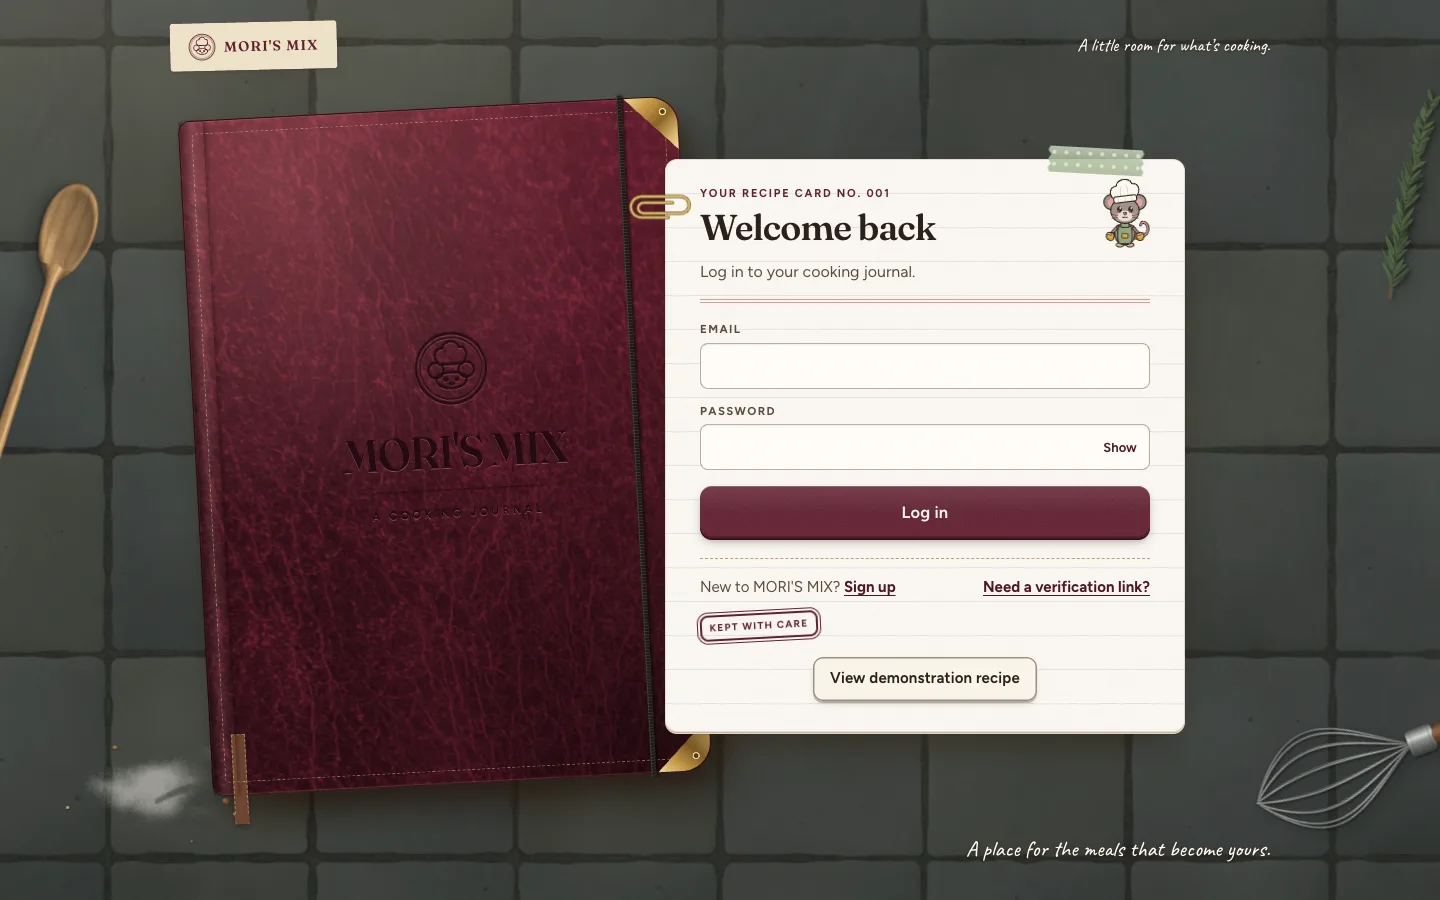 MORI'S MIX
A little room for what's cooking.
MORI'S MIX
A COOKING JOURNAL
YOUR RECIPE CARD NO. 001
Welcome back
Log in to your cooking journal.
EMAIL
PASSWORD
Show
Log in
New to MORI'S MIX? Sign up
Need a verification link?
KEPT WITH CARE
View demonstration recipe
A place for the meals that become yours.